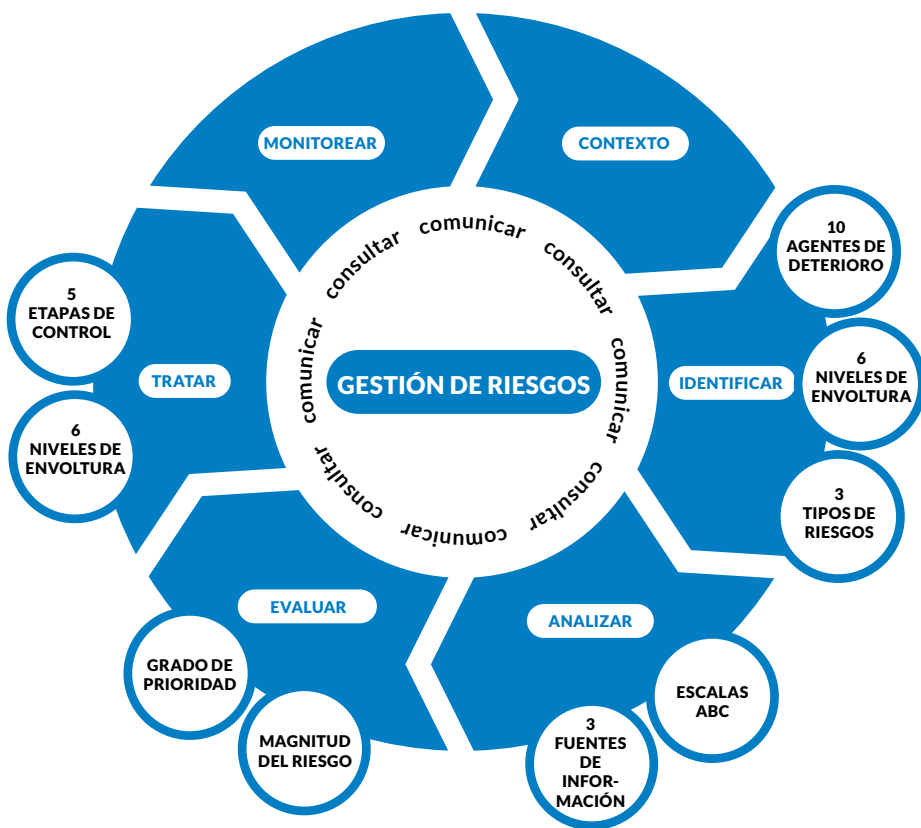 MONITOREAR
CONTEXTO
comunicar
consultar
comunicar
consultar
comunicar
consultar
comunicar
consultar
GESTIÓN DE RIESGOS
10
AGENTES DE
DETERIORO
IDENTIFICAR
6
NIVELES DE
ENVOLTURA
3
TIPOS DE
RIESGOS
ANALIZAR
ESCALAS
ABC
3
FUENTES
DE
INFOR-
MACIÓN
EVALUAR
MAGNITUD
DEL RIESGO
GRADO DE
PRIORIDAD
TRATAR
6
NIVELES DE
ENVOLTURA
5
ETAPAS DE
CONTROL